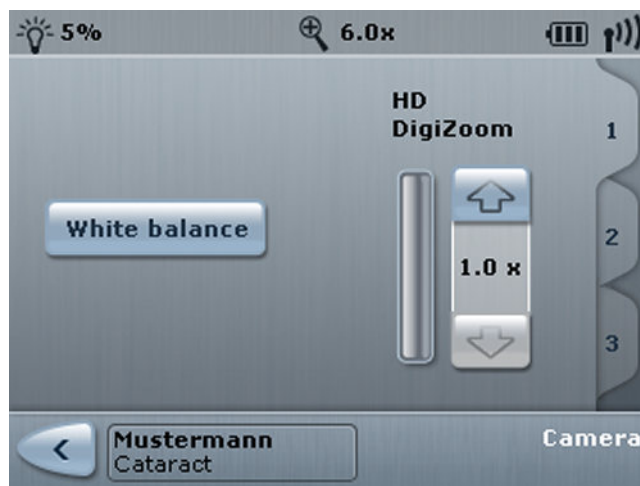 5%
6.0x
HD
DigiZoom
1
White balance
2
1.0 x
3
Mustermann
Cataract
Camera